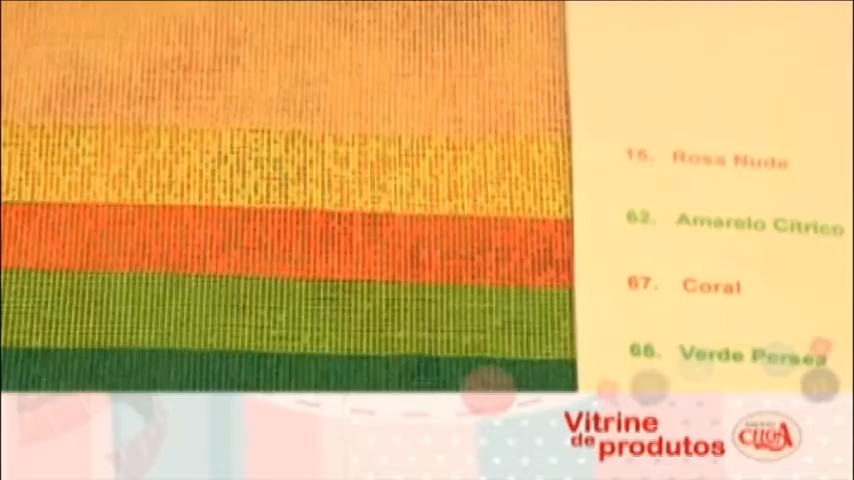 15. Rosa Nude
62. Amarelo Cítrico
67. Coral
66. Verde Persea
Vitrine
de produtos